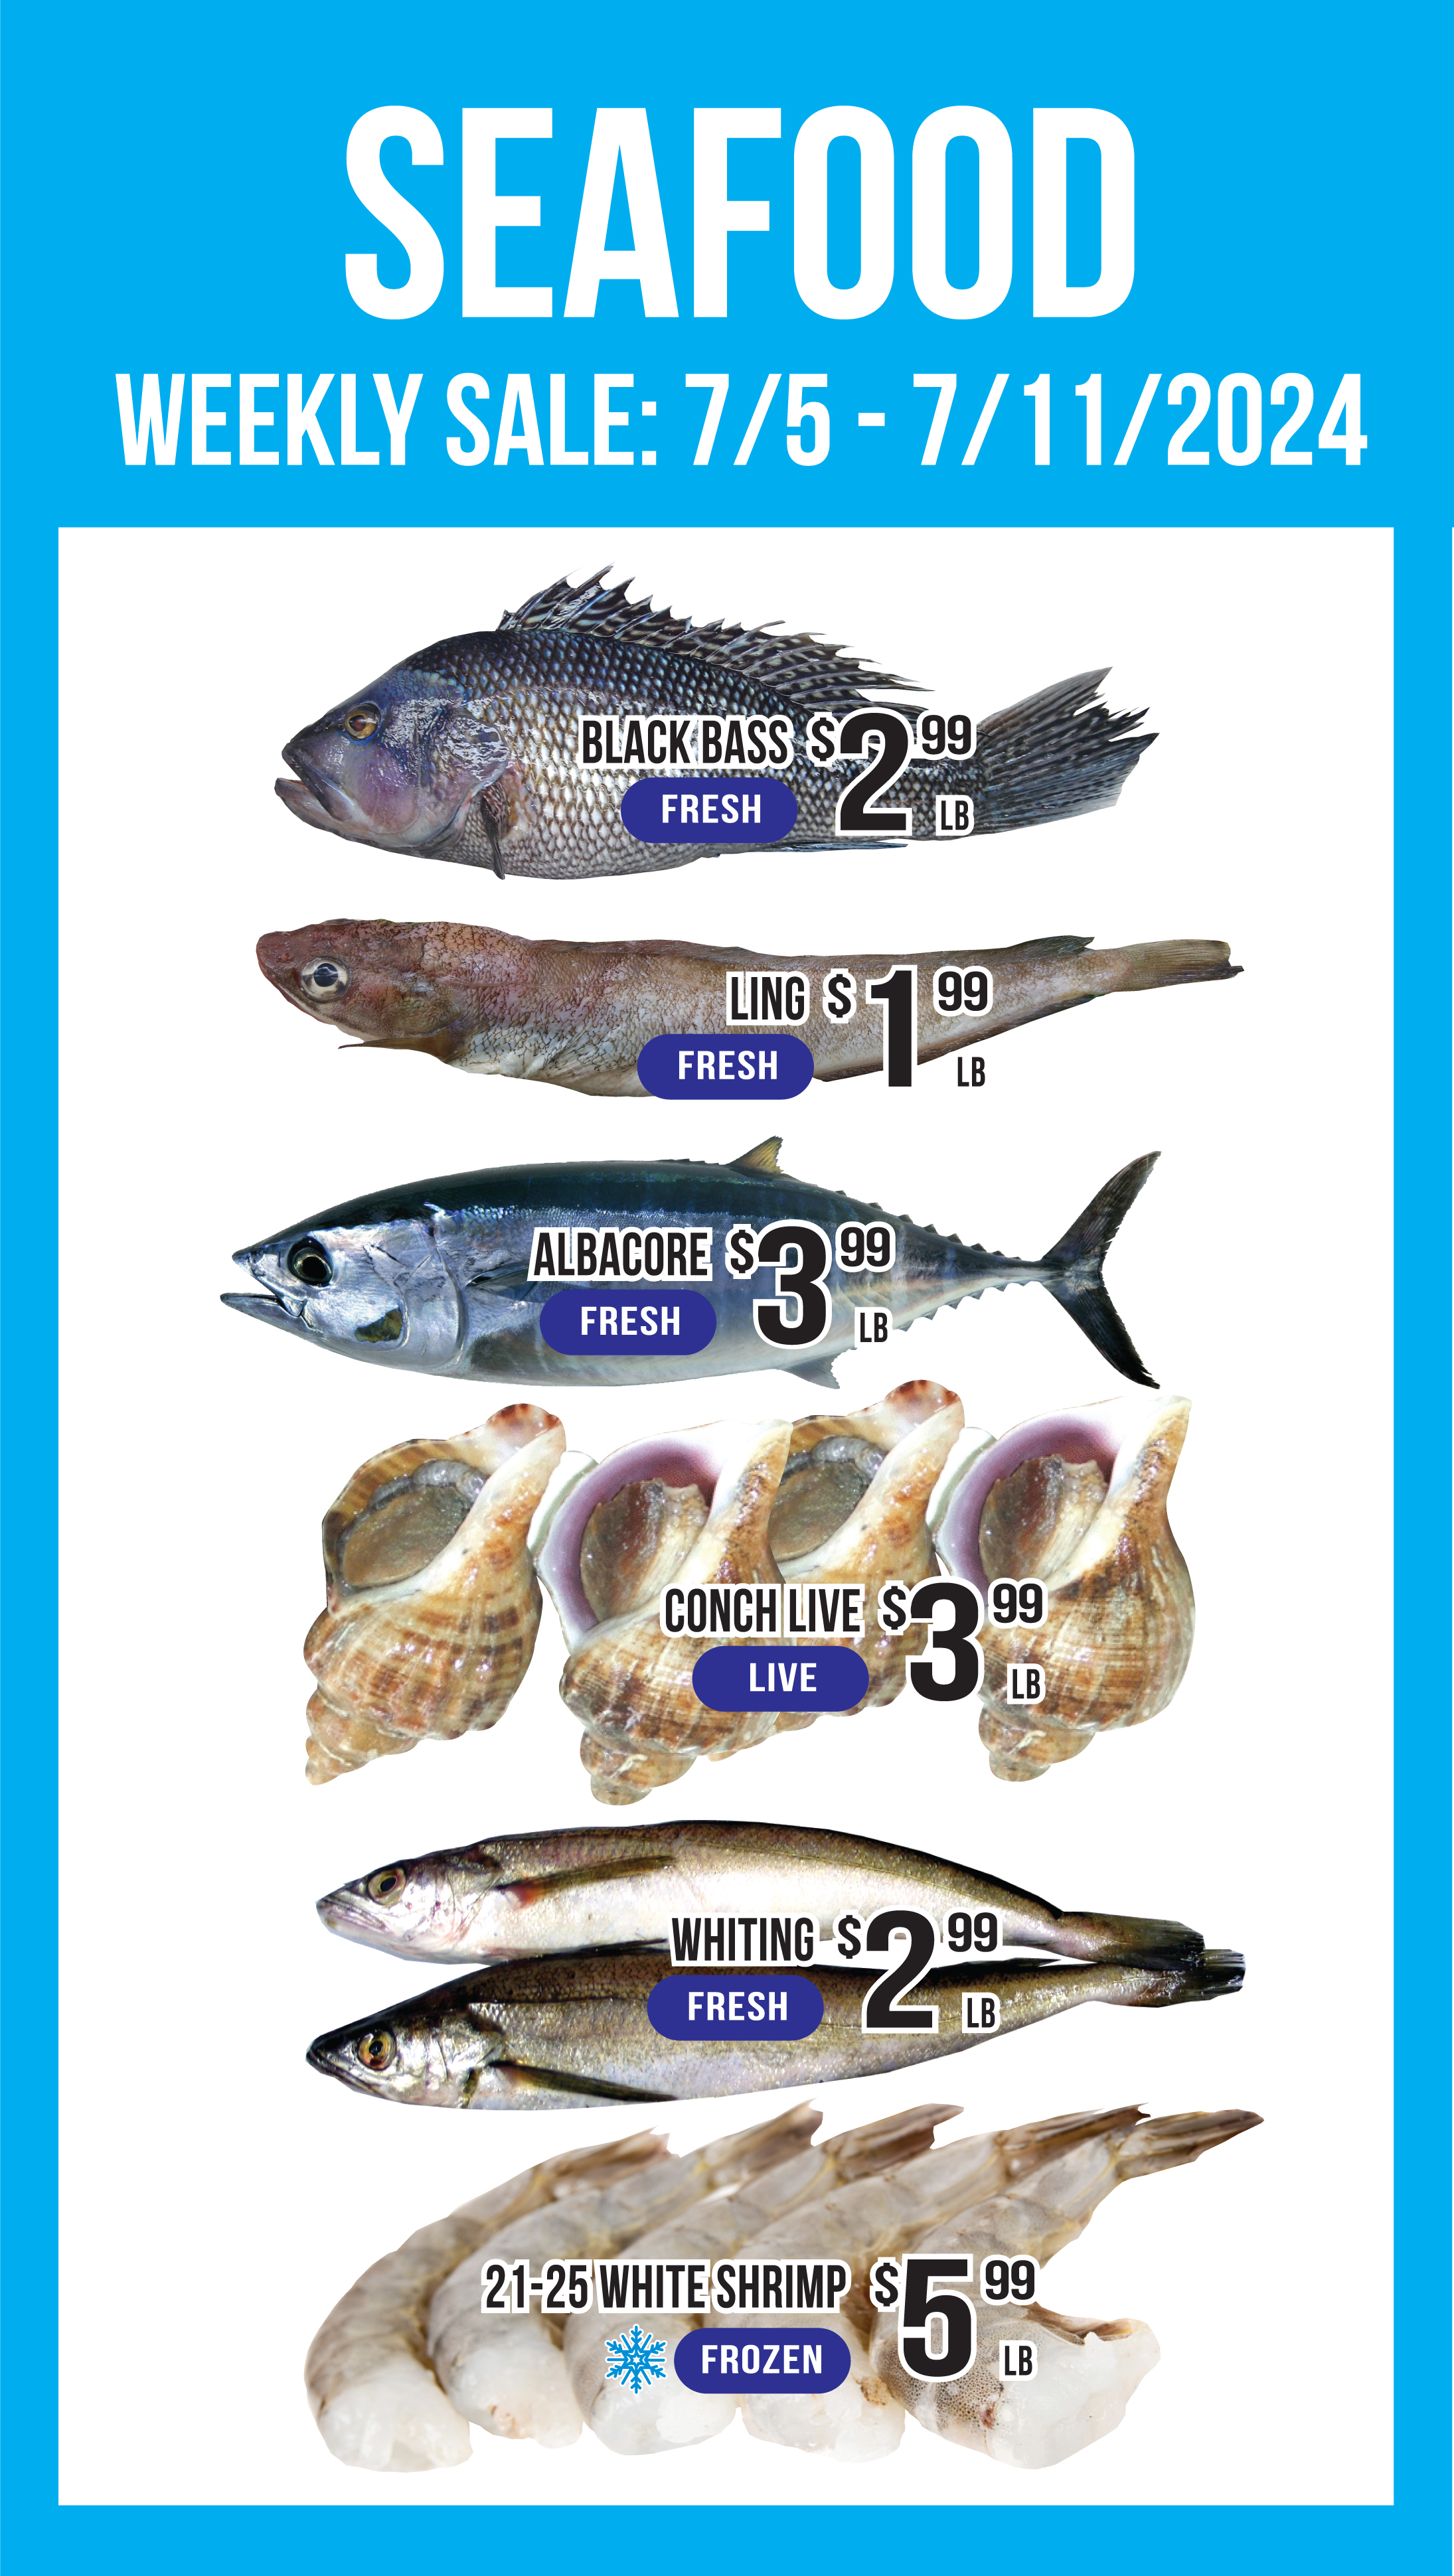 SEAFOOD
WEEKLY SALE: 7/5 - 7/11/2024
BLACK BASS $2 99
FRESH LB
LING $1 99
FRESH LB
ALBACORE $3 99
FRESH LB
CONCH LIVE $3 99
LIVE LB
WHITING $2 99
FRESH LB
21-25 WHITE SHRIMP $5 99
FROZEN LB